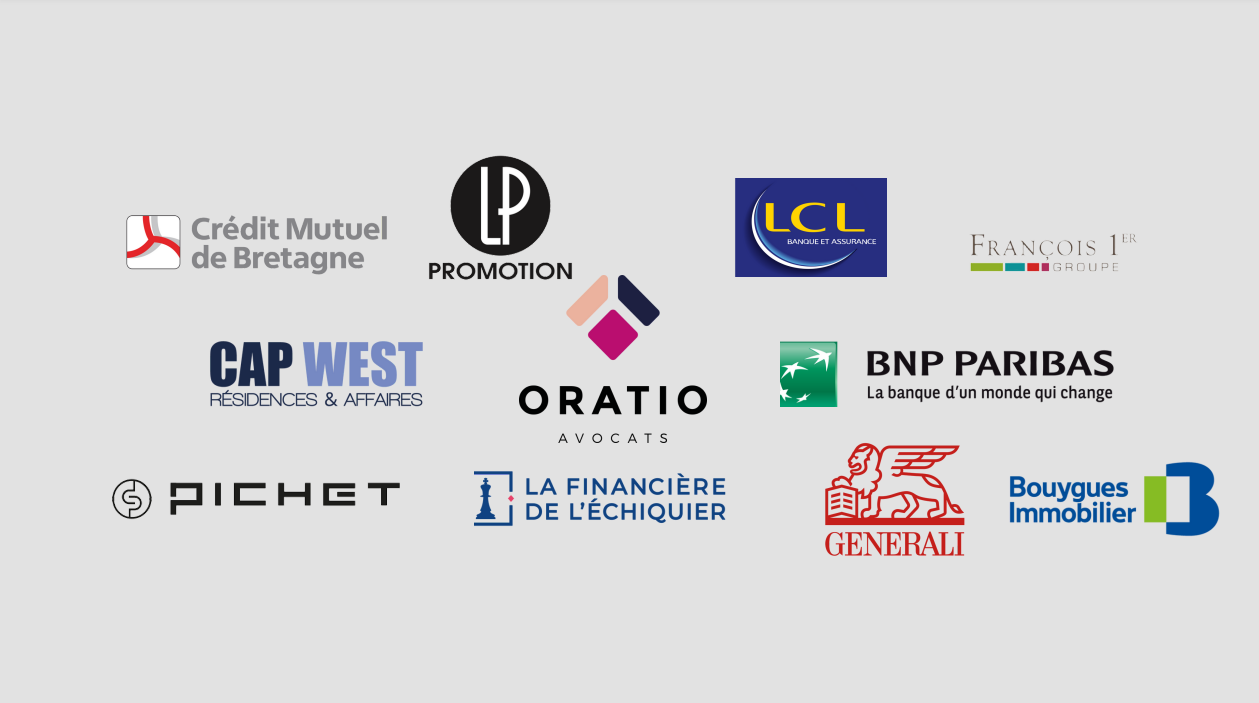 Crédit Mutuel
de Bretagne
LP
PROMOTION
LCL
BANQUE ET ASSURANCE
FRANÇOIS 1ER
GROUPE
CAP WEST
RÉSIDENCES & AFFAIRES
ORATIO
AVOCATS
BNP PARIBAS
La banque d'un monde qui change
PICHET
LA FINANCIÈRE
DE L'ÉCHIQUIER
GENERALI
Bouygues
Immobilier